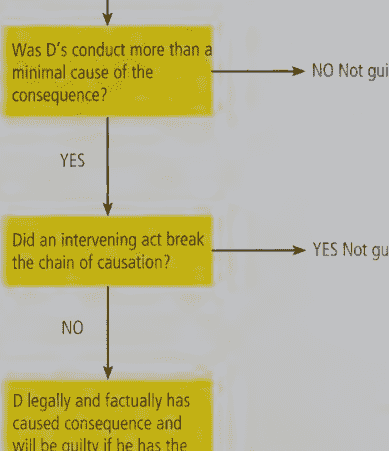 Was D's conduct more than a
minimal cause of the
consequence?
NO Not gui
YES
Did an intervening act break
the chain of causation?
YES Not gu
NO
D legally and factually has
caused consequence and
will be guilty if he has the